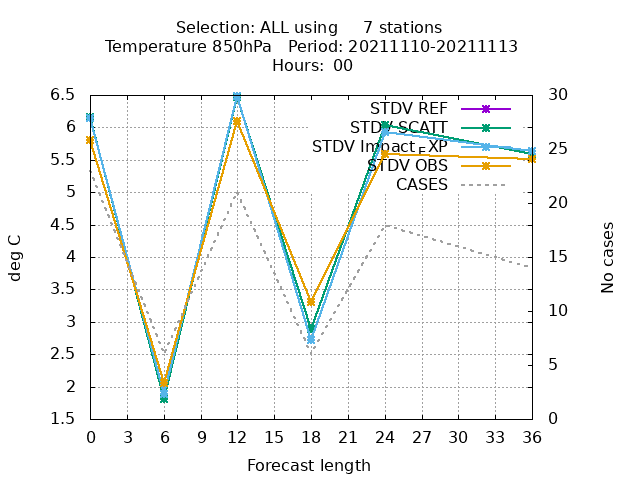 Selection: ALL using 7 stations
Temperature 850hPa Period: 20211110-20211113
Hours: 00
6.5
6
5.5
5
4.5
4
3.5
3
2.5
2
1.5
deg C
STDV REF
STDV SCATT
STDV Impact_EXP
STDV OBS
CASES
30
25
20
15
10
5
0
No cases
0 3 6 9 12 15 18 21 24 27 30 33 36
Forecast length